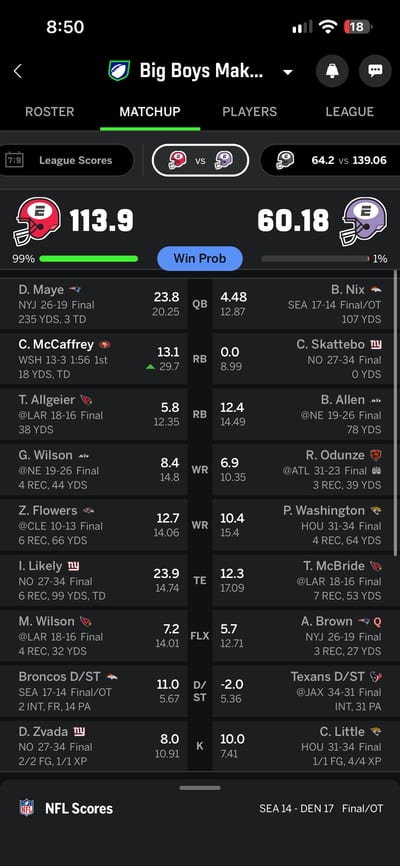 8:50
18
Big Boys Mak...
ROSTER MATCHUP PLAYERS LEAGUE
7:9 League Scores
vs
64.2 vs 139.06
113.9 60.18
99% Win Prob 1%
D. Maye 23.8 QB 4.48 B. Nix
NYJ 26-19 Final 20.25 12.87 SEA 17-14 Final/OT
235 YDS, 3 TD 107 YDS
C. McCaffrey 13.1 RB 0.0 C. Skattebo
WSH 13-3 1:56 1st 29.7 8.99 NO 27-34 Final
18 YDS, TD 0 YDS
T. Allgeier 5.8 RB 12.4 B. Allen
@LAR 18-16 Final 12.35 14.49 @NE 19-26 Final
38 YDS 78 YDS
G. Wilson 8.4 WR 6.9 R. Odunze
@NE 19-26 Final 14.8 10.35 @ATL 31-23 Final
4 REC, 44 YDS 3 REC, 39 YDS
Z. Flowers 12.7 WR 10.4 P. Washington
@CLE 10-13 Final 14.06 15.4 HOU 31-34 Final
6 REC, 66 YDS 4 REC, 64 YDS
I. Likely ny 23.9 TE 12.3 T. McBride
NO 27-34 Final 14.74 17.09 @LAR 18-16 Final
6 REC, 99 YDS, TD 7 REC, 53 YDS
M. Wilson 7.2 FLX 5.7 A. Brown Q
@LAR 18-16 Final 14.01 12.71 NYJ 26-19 Final
4 REC, 32 YDS 3 REC, 27 YDS
Broncos D/ST 11.0 D/ST -2.0 Texans D/ST
SEA 17-14 Final/OT 5.67 5.36 @JAX 34-31 Final
2 INT, FR, 14 PA INT, 31 PA
D. Zvada ny 8.0 K 10.0 C. Little
NO 27-34 Final 10.91 7.41 HOU 31-34 Final
2/2 FG, 1/1 XP 1/1 FG, 4/4 XP
NFL NFL Scores SEA 14 - DEN 17 Final/OT